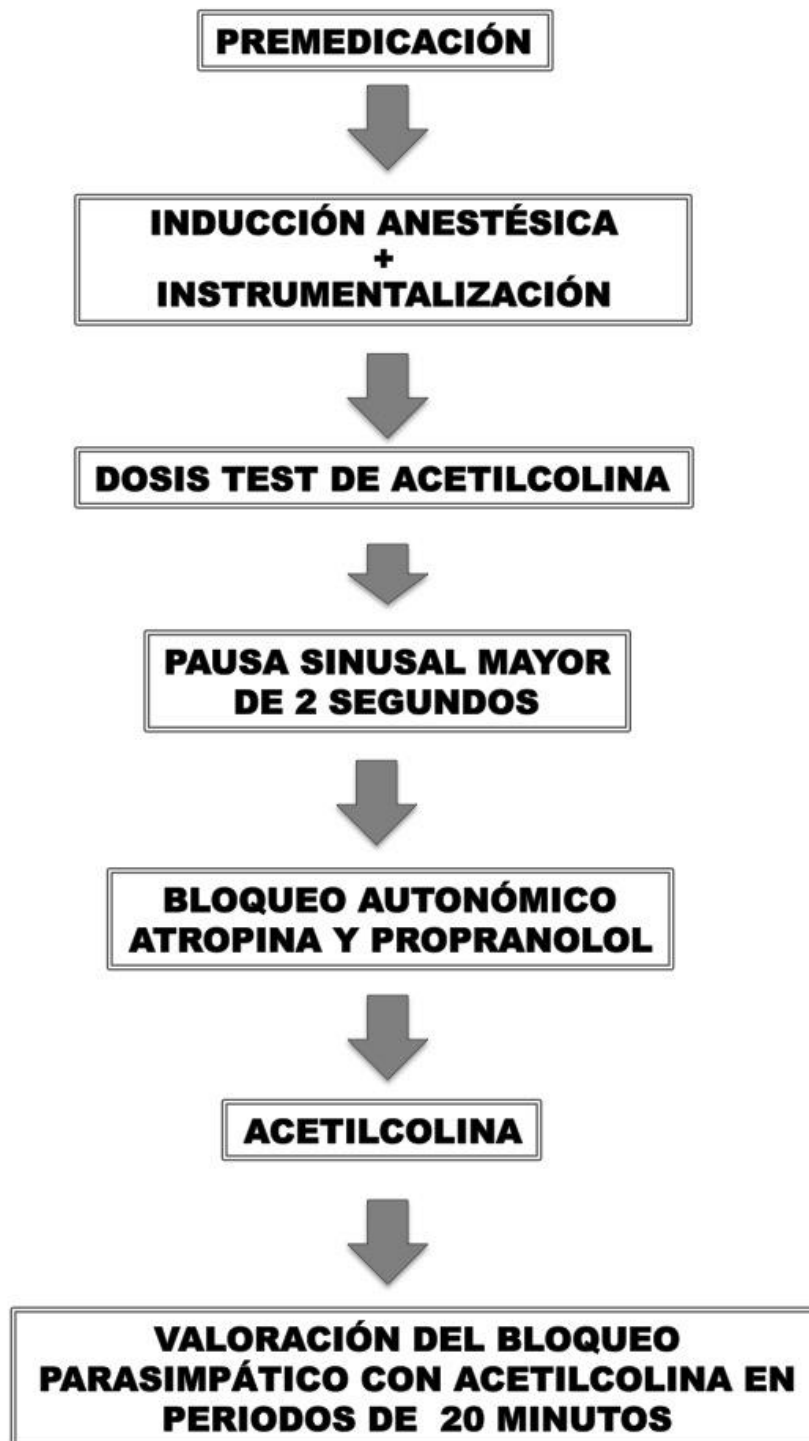 PREMEDICACIÓN
INDUCCIÓN ANESTÉSICA
+
INSTRUMENTALIZACIÓN
DOSIS TEST DE ACETILCOLINA
PAUSA SINUSAL MAYOR
DE 2 SEGUNDOS
BLOQUEO AUTONÓMICO
ATROPINA Y PROPRANOLOL
ACETILCOLINA
VALORACIÓN DEL BLOQUEO
PARASIMPÁTICO CON ACETILCOLINA EN
PERIODOS DE 20 MINUTOS